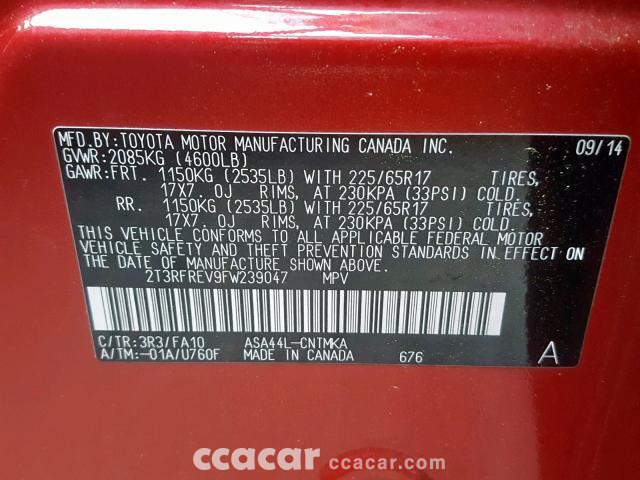 MFD.BY:TOYOTA MOTOR MANUFACTURING CANADA INC. 09/14
GVWR:2085KG (4600LB)
GAWR:FRT. 1150KG (2535LB) WITH 225/65R17 TIRES,
17X7. 0J RIMS, AT 230KPA (33PSI) COLD.
RR. 1150KG (2535LB) WITH 225/65R17 TIRES,
17X7. 0J RIMS, AT 230KPA (33PSI) COLD.
THIS VEHICLE CONFORMS TO ALL APPLICABLE FEDERAL MOTOR
VEHICLE SAFETY AND THEFT PREVENTION STANDARDS IN EFFECT ON
THE DATE OF MANUFACTURE SHOWN ABOVE.
2T3RFREV9FW239047 MPV
C/TR:3R3/FA10 ASA44L-CNTMKA
A/TM:-01A/U760F MADE IN CANADA 676 A
ccacar ccacar.com